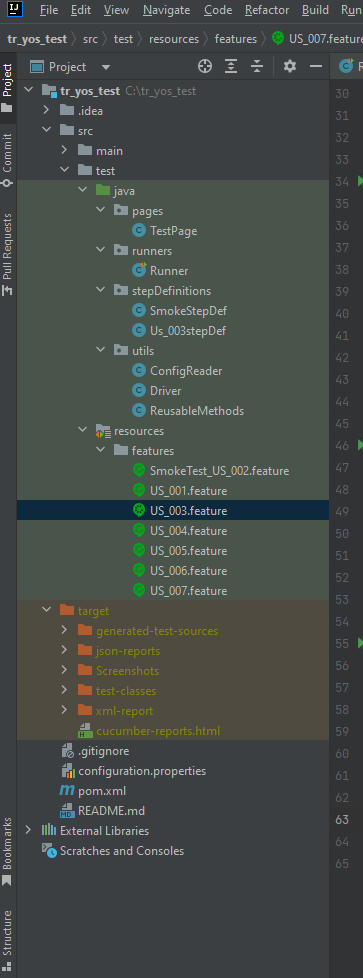 IJ File Edit View Navigate Code Refactor Build Run
tr_yos_test src test resources features US_007.feature
Project
Project
30
tr_yos_test C:\tr_yos_test
31
.idea
32
src
33
main
34
test
java
35
pages
36
TestPage
37
runners
Runner
38
39
stepDefinitions
40
SmokeStepDef
41
Us_003stepDef
42
utils
43
ConfigReader
44
Driver
45
ReusableMethods
resources
46
features
47
SmokeTest_US_002.feature
48
US_001.feature
US_003.feature
49
US_004.feature
50
US_005.feature
51
US_006.feature
52
US_007.feature
53
target
54
generated-test-sources
55
json-reports
56
Screenshots
57
test-classes
58
xml-report
cucumber-reports.html
59
.gitignore
60
configuration.properties
61
pom.xml
62
README.md
63
External Libraries
64
Scratches and Consoles
65
Commit
Pull Requests
Bookmarks
Structure